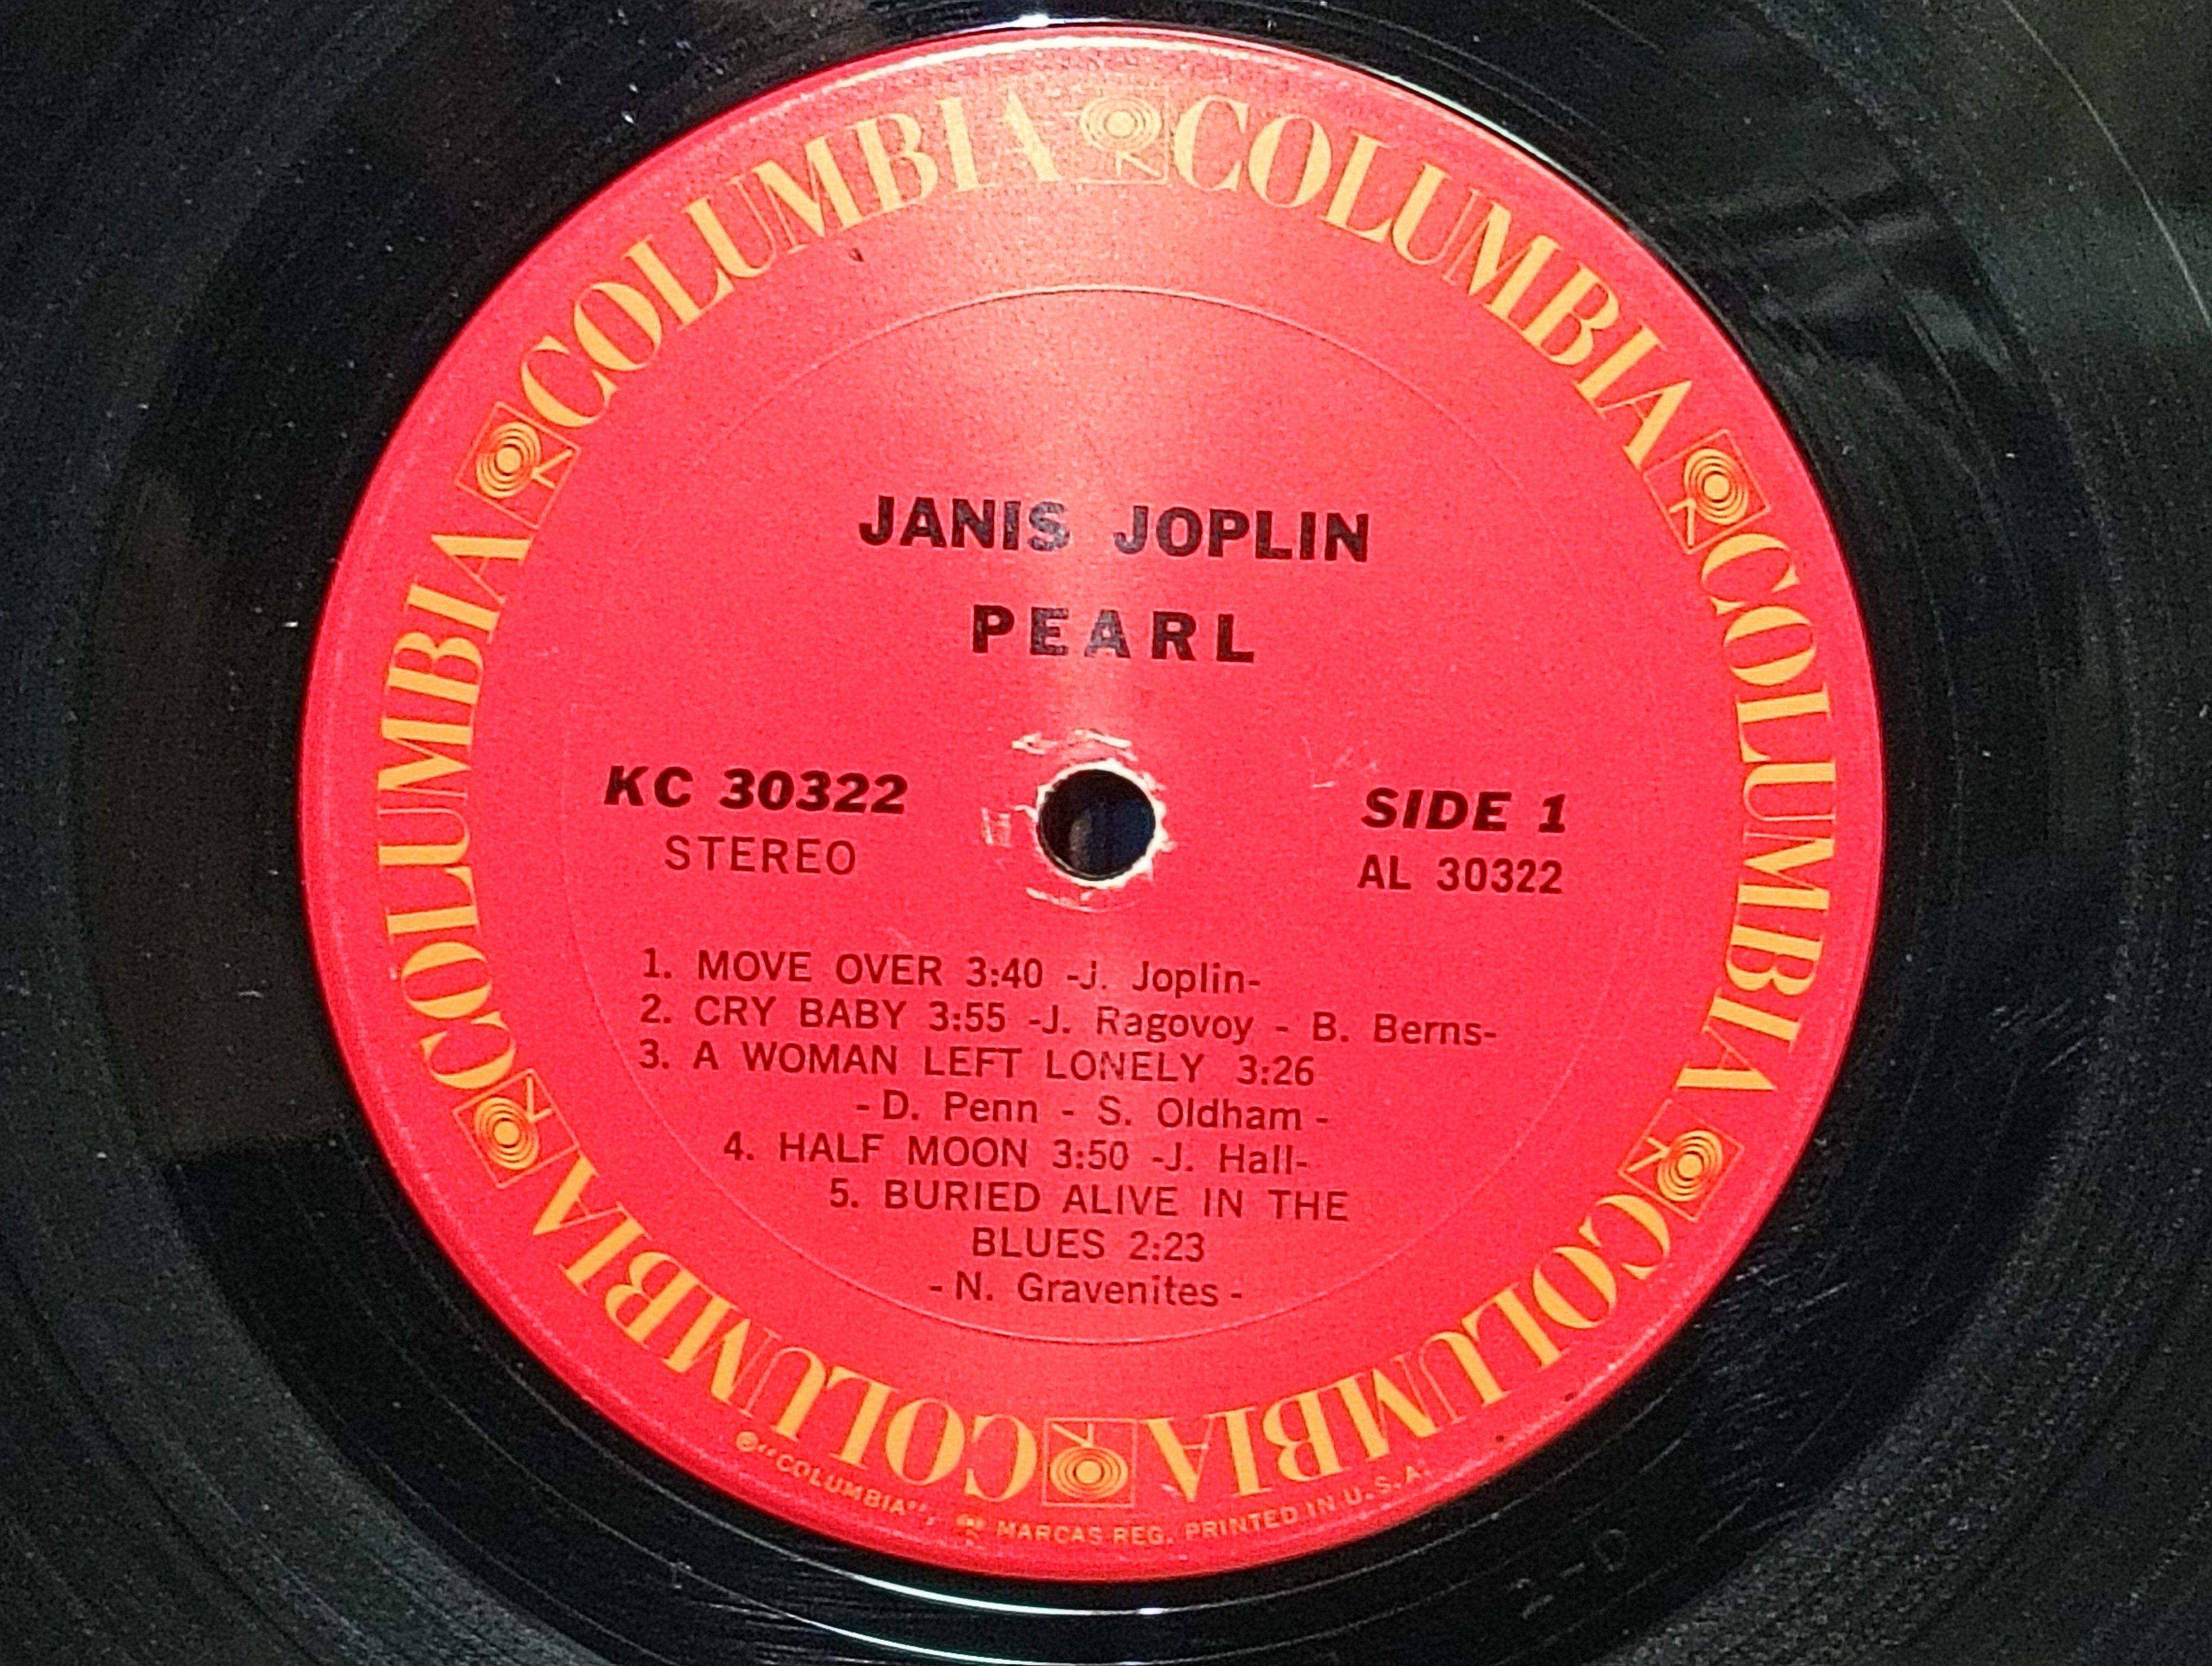 COLUMBIA COLUMBIA COLUMBIA COLUMBIA COLUMBIA COLUMBIA
JANIS JOPLIN
PEARL
KC 30322
STEREO
SIDE 1
AL 30322
1. MOVE OVER 3:40 -J. Joplin-
2. CRY BABY 3:55 -J. Ragovoy - B. Berns-
3. A WOMAN LEFT LONELY 3:26
- D. Penn - S. Oldham -
4. HALF MOON 3:50 -J. Hall-
5. BURIED ALIVE IN THE
BLUES 2:23
- N. Gravenites -
®"COLUMBIA", MARCAS REG. PRINTED IN U.S.A.
2-D